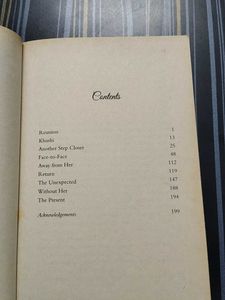 Contents
Reunion 1
Khushi 13
Another Step Closer 25
Face-to-Face 48
Away from Her 112
Return 119
The Unexpected 147
Without Her 188
The Present 194
Acknowledgements 199